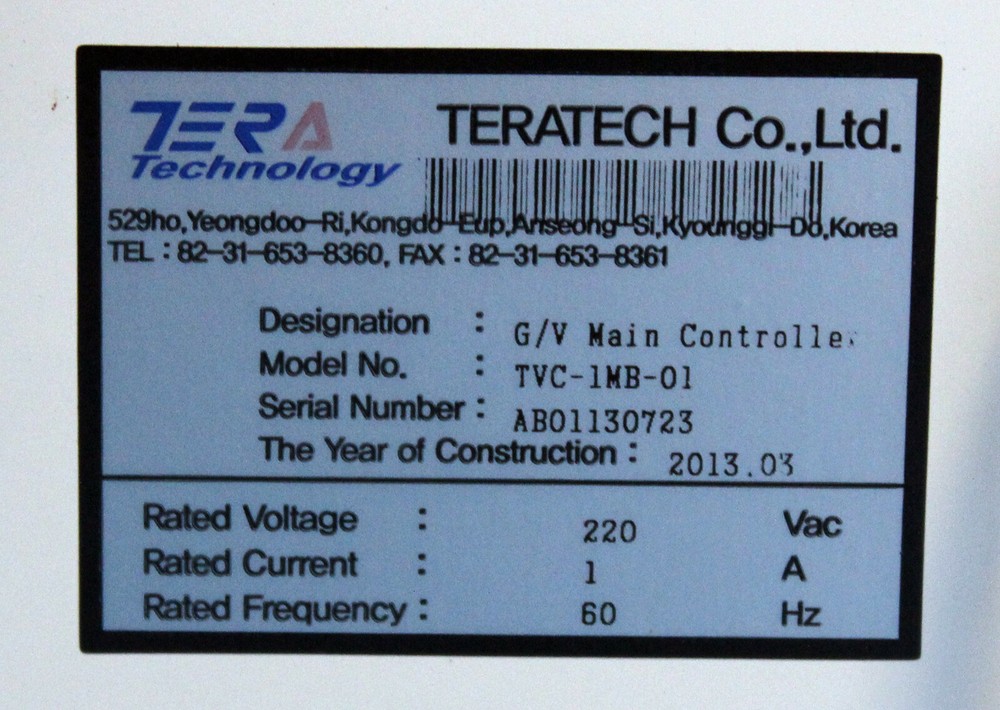 TERA
Technology
TERATECH Co.,Ltd.
529ho,Yeongdoo-Ri,Kongdo-Eup,Anseong-Si,Kyounggi-Do,Korea
TEL : 82-31-653-8360, FAX : 82-31-653-8361
Designation : G/V Main Controller
Model No. : TVC-1MB-01
Serial Number : AB01130723
The Year of Construction : 2013.03
Rated Voltage : 220 Vac
Rated Current : 1 A
Rated Frequency : 60 Hz